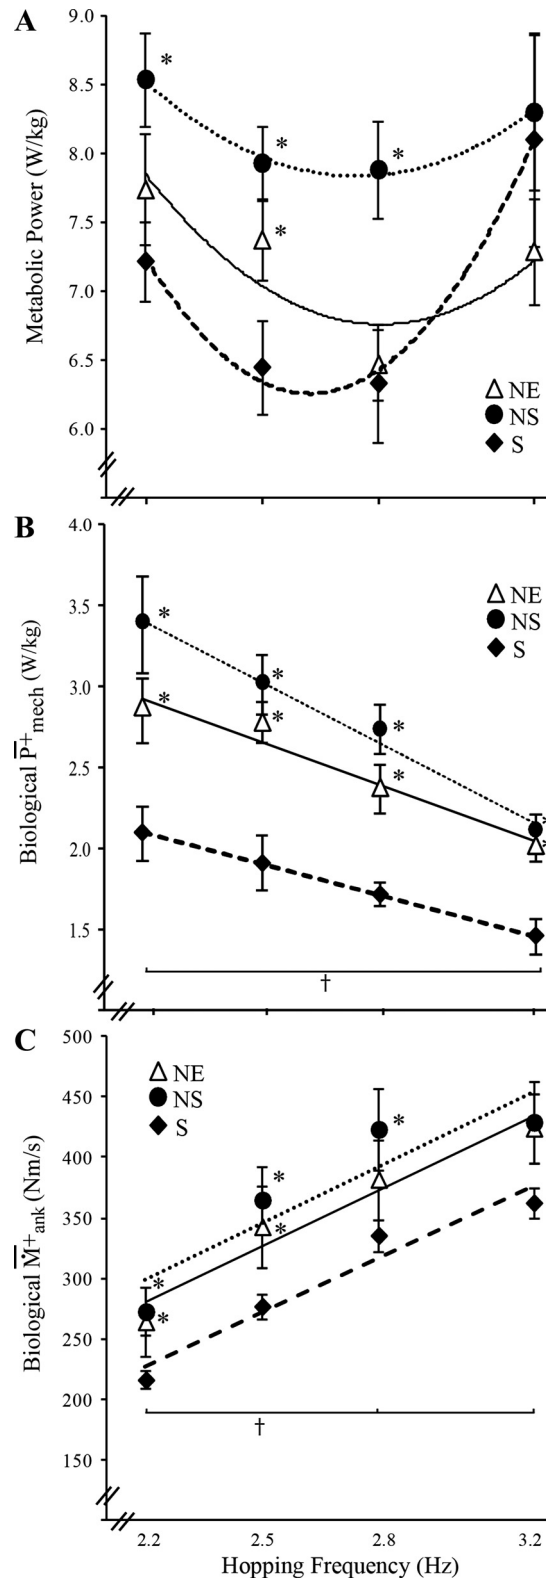 A
9.0
8.5
8.0
7.5
7.0
6.5
6.0
Metabolic Power (W/kg)
*
*
*
*
NE
NS
S
B
4.0
3.5
3.0
2.5
2.0
1.5
Biological P̅+mech (W/kg)
NE
NS
S
*
*
*
*
*
*
†
C
500
450
400
350
300
250
200
150
Biological M̅̇+ank (Nm/s)
NE
NS
S
*
*
*
*
*
†
2.2 2.5 2.8 3.2
Hopping Frequency (Hz)